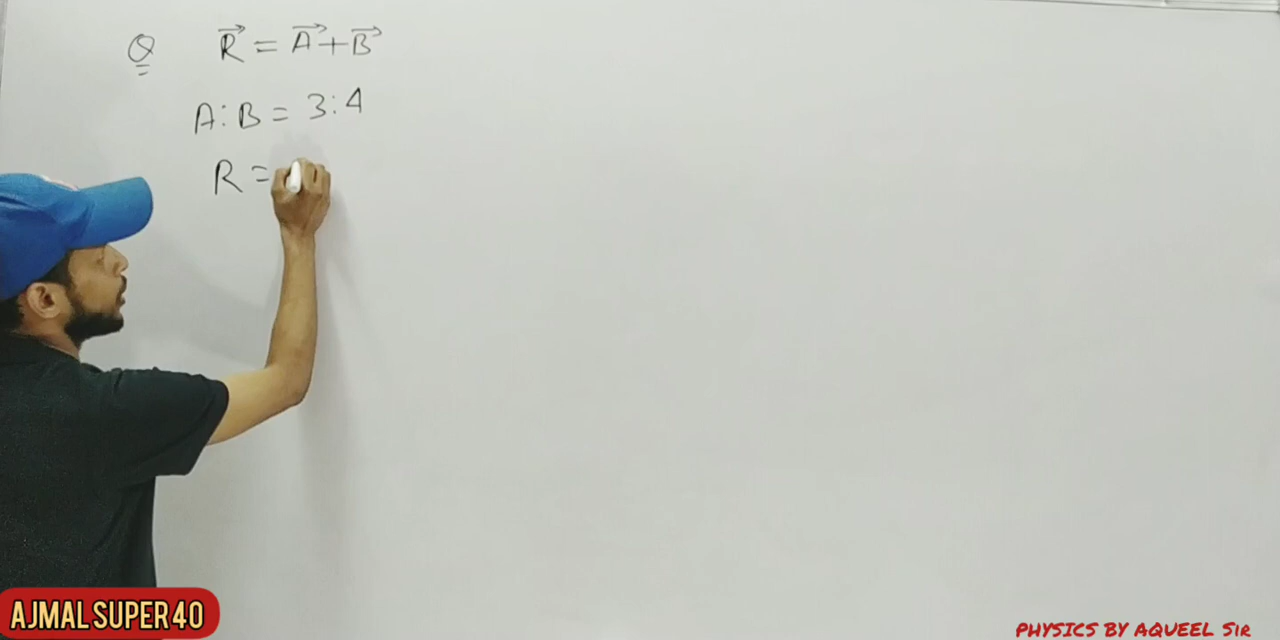 Q R⃗ = A⃗ + B⃗
A : B = 3 : 4
R =
AJMAL SUPER 40
PHYSICS BY AQUEEL Sir